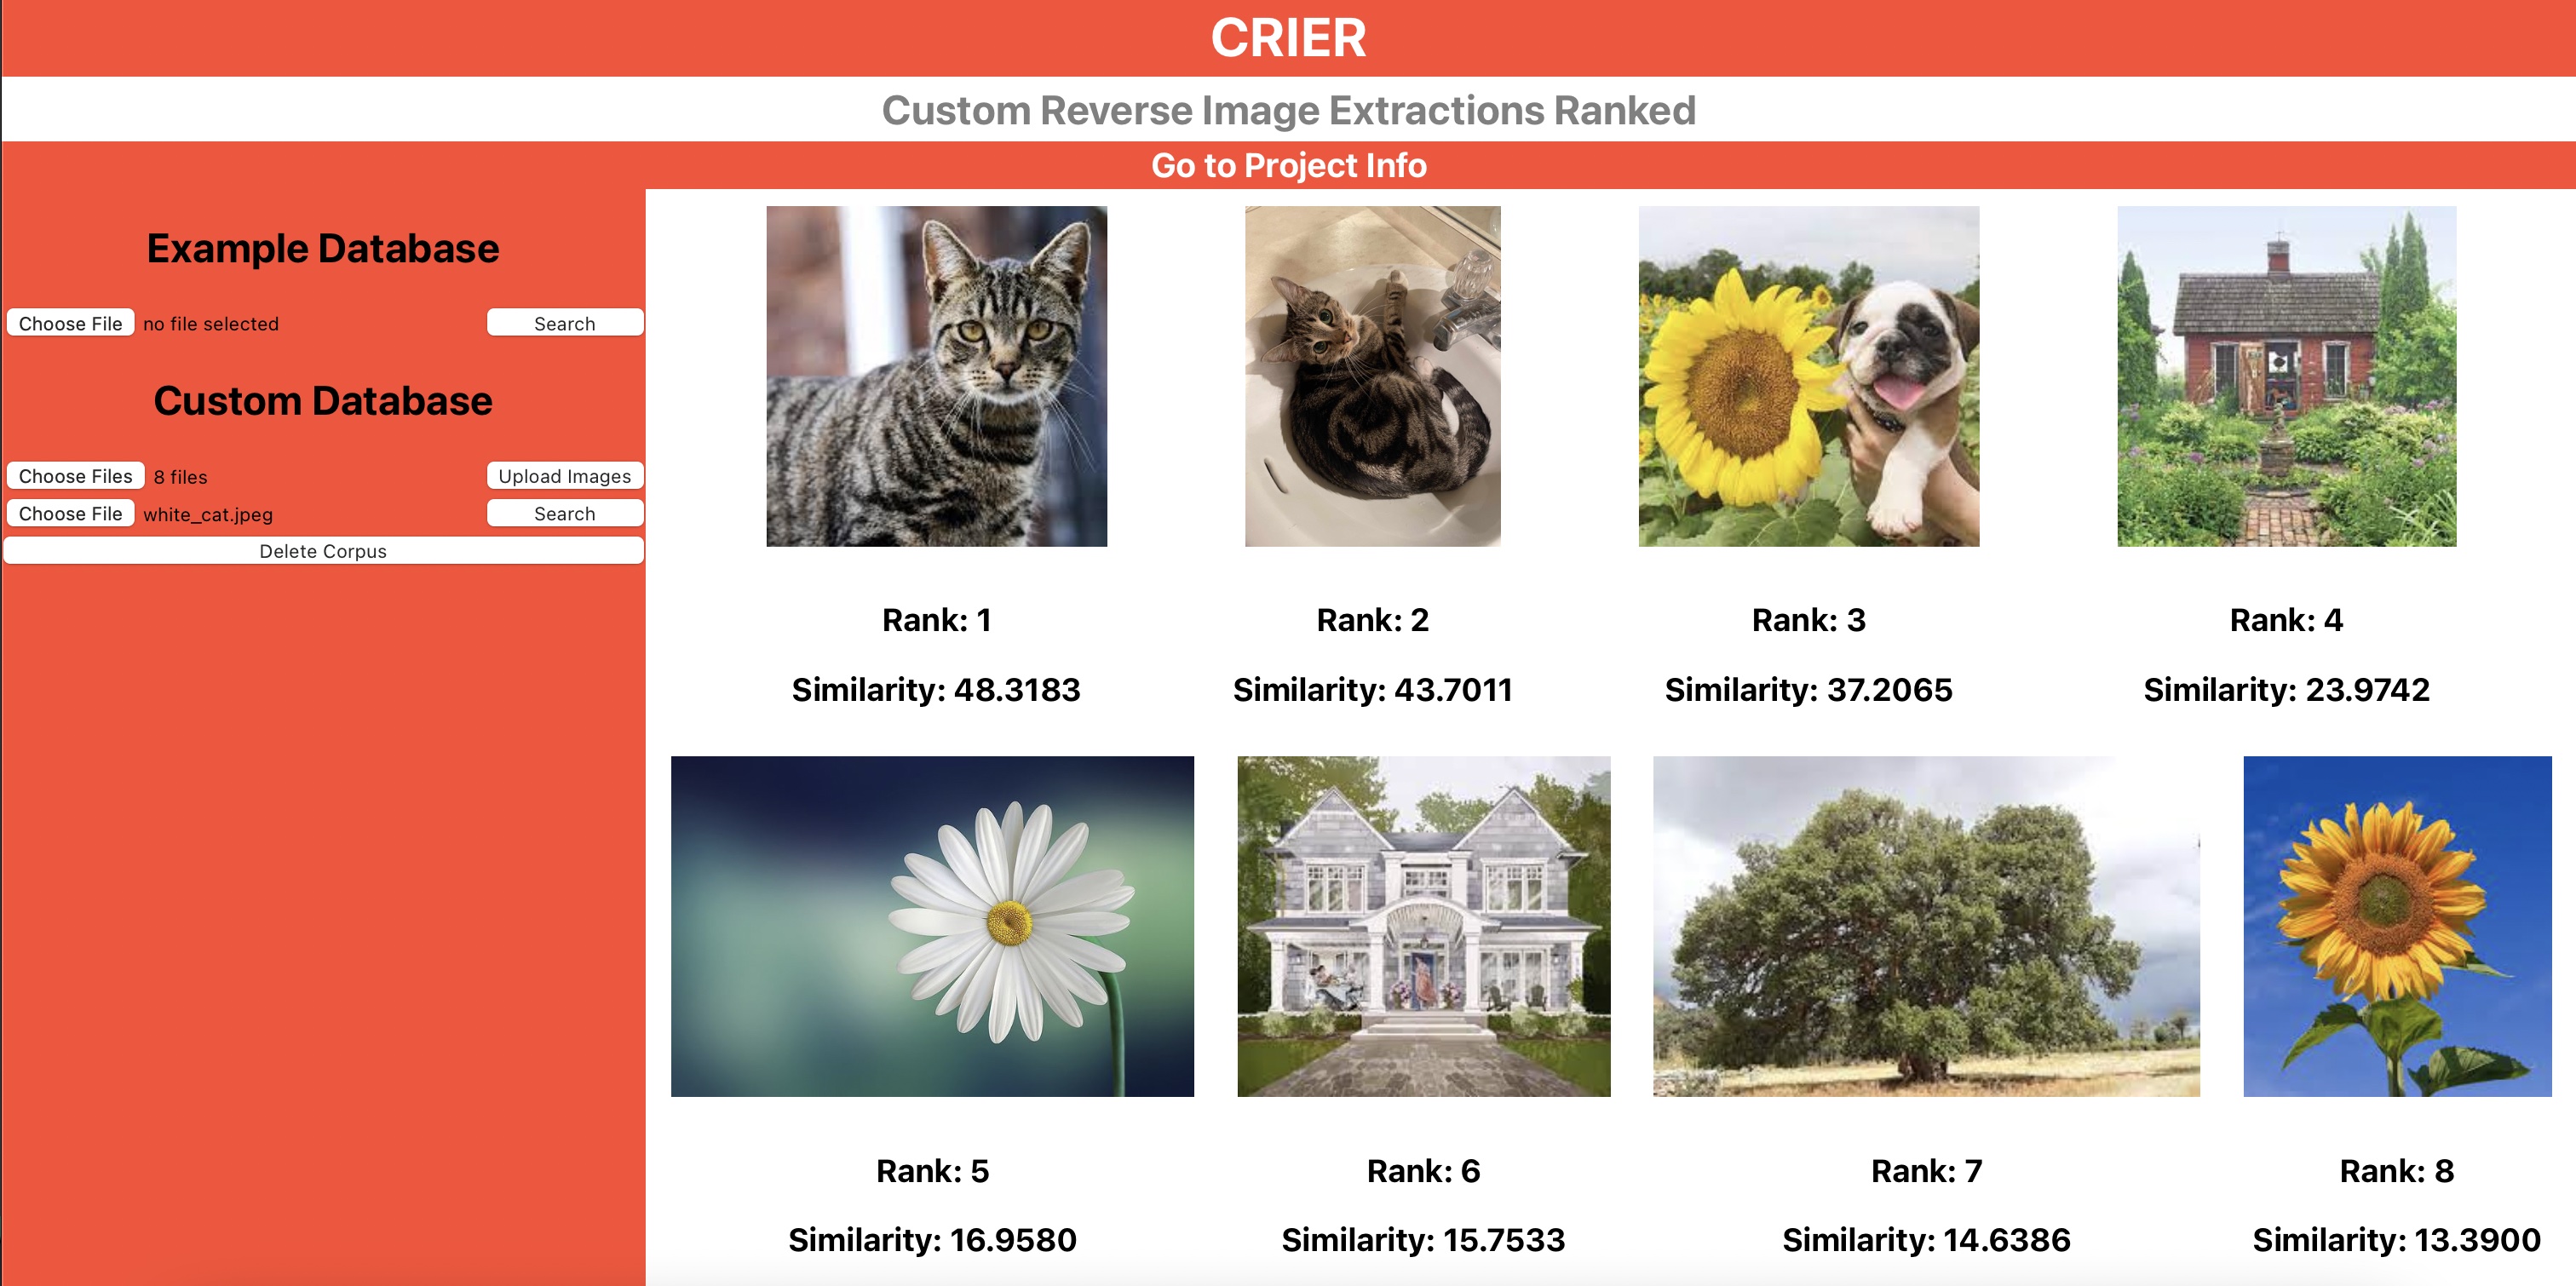 CRIER
Custom Reverse Image Extractions Ranked
Go to Project Info
Example Database
Choose File no file selected Search
Custom Database
Choose Files 8 files Upload Images
Choose File white_cat.jpeg Search
Delete Corpus
Rank: 1 Rank: 2 Rank: 3 Rank: 4
Similarity: 48.3183 Similarity: 43.7011 Similarity: 37.2065 Similarity: 23.9742
Rank: 5 Rank: 6 Rank: 7 Rank: 8
Similarity: 16.9580 Similarity: 15.7533 Similarity: 14.6386 Similarity: 13.3900